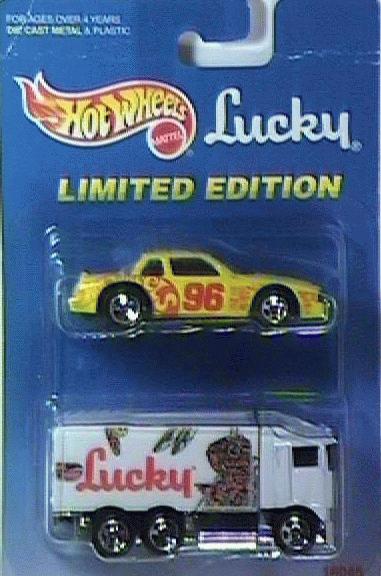 FOR AGES OVER 4 YEARS
DIE CAST METAL & PLASTIC
HOT WHEELS
MATTEL
Lucky®
LIMITED EDITION
96
Lucky